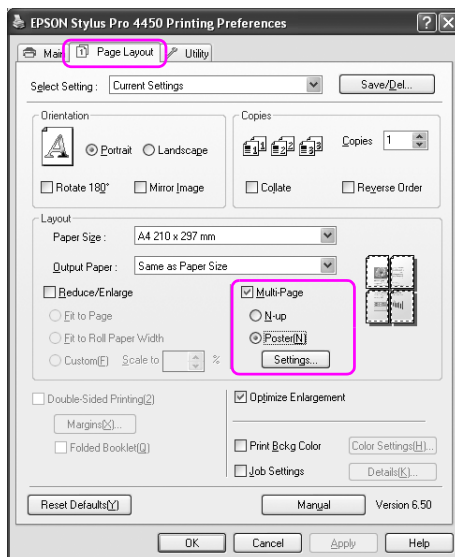 EPSON Stylus Pro 4450 Printing Preferences
Main Page Layout Utility
Select Setting : Current Settings Save/Del...
Orientation Copies
Portrait Landscape Copies 1
Rotate 180° Mirror Image Collate Reverse Order
Layout
Paper Size : A4 210 x 297 mm
Output Paper : Same as Paper Size
Reduce/Enlarge Multi-Page
Fit to Page N-up
Fit to Roll Paper Width Poster(N)
Custom(F) Scale to % Settings...
Double-Sided Printing(2) Optimize Enlargement
Margins(X)...
Folded Booklet(Q) Print Bckg Color Color Settings(H)...
Job Settings Details(K)...
Reset Defaults(Y) Manual Version 6.50
OK Cancel Apply Help